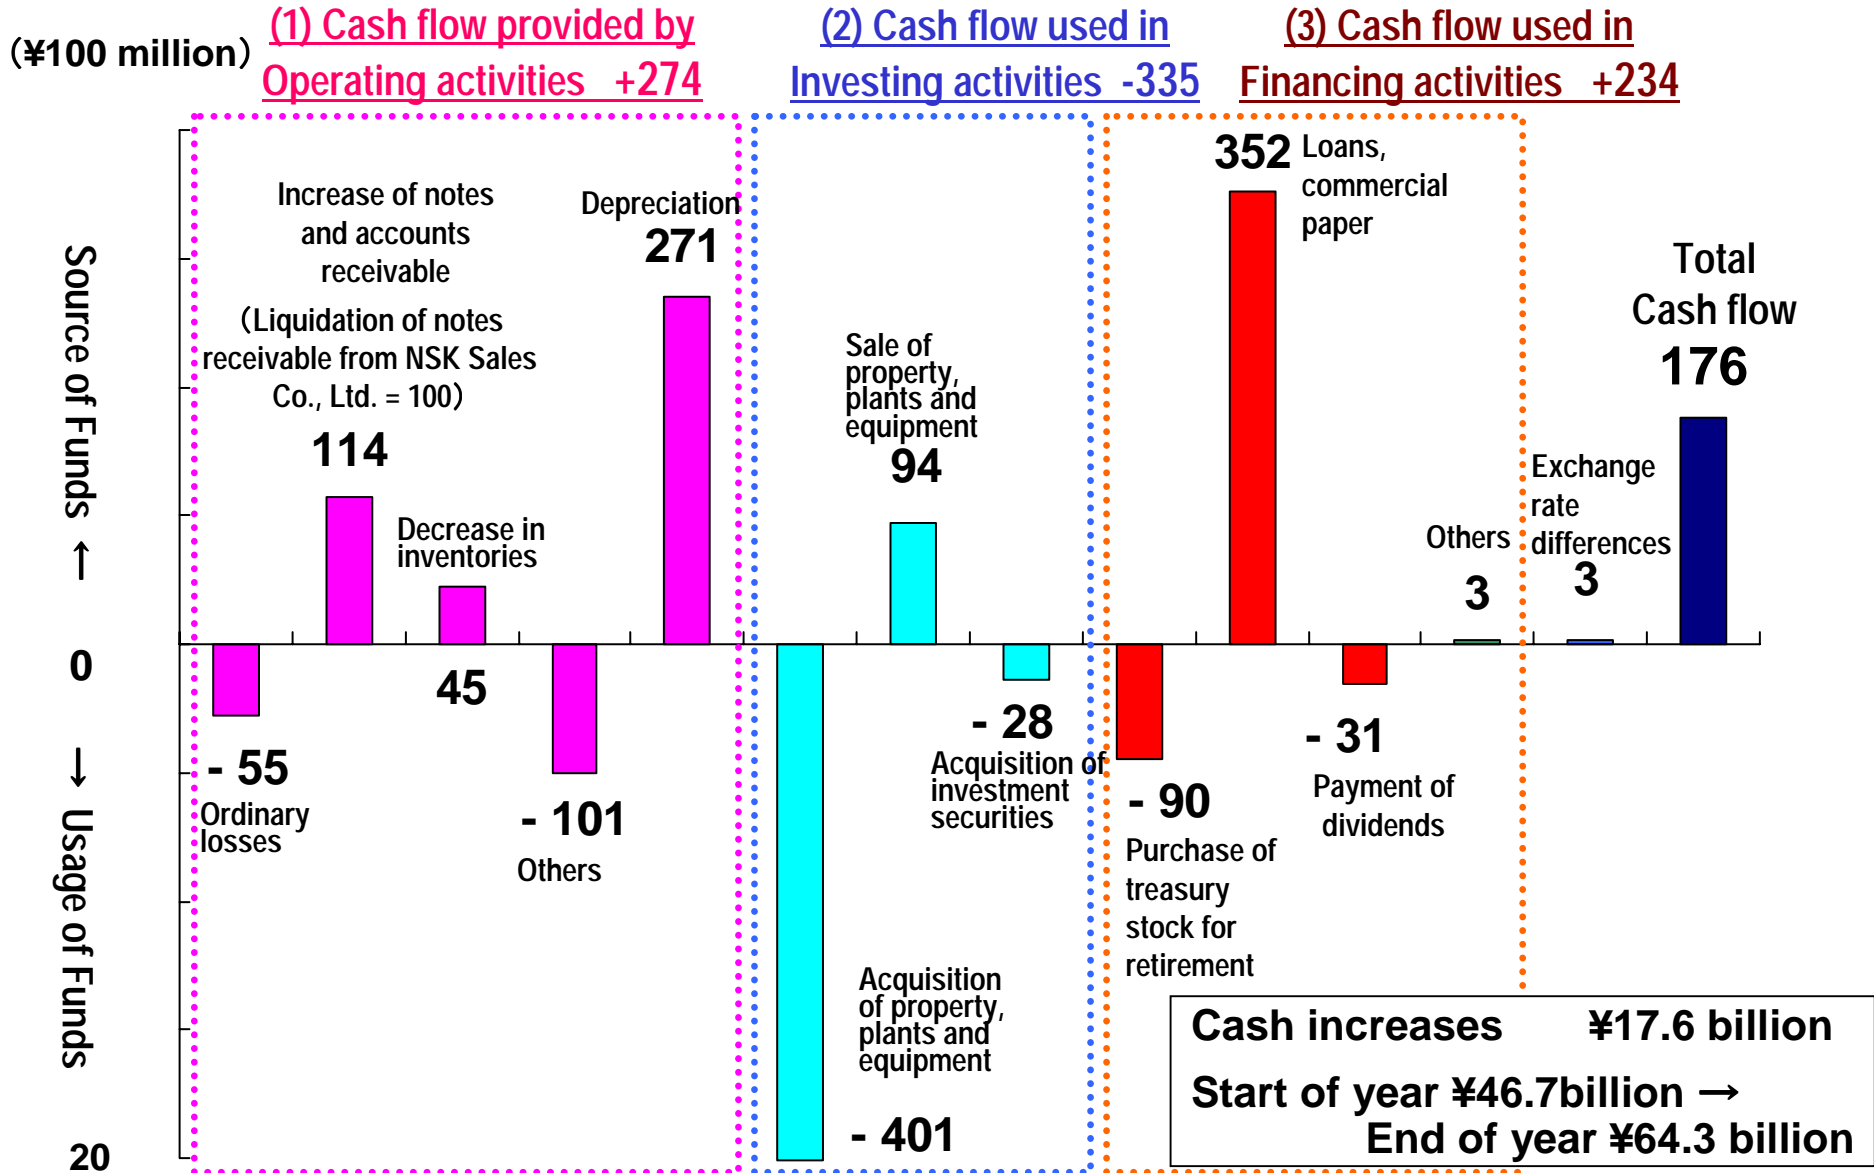 (¥100 million)
(1) Cash flow provided by
Operating activities +274
(2) Cash flow used in
Investing activities -335
(3) Cash flow used in
Financing activities +234
Source of Funds →
0
← Usage of Funds
20
Increase of notes
and accounts
receivable
(Liquidation of notes
receivable from NSK Sales
Co., Ltd. = 100)
114
Depreciation
271
Decrease in
inventories
45
- 55
Ordinary
losses
- 101
Others
Sale of
property,
plants and
equipment
94
- 28
Acquisition of
investment
securities
Acquisition
of property,
plants and
equipment
- 401
352
Loans,
commercial
paper
- 90
Purchase of
treasury
stock for
retirement
- 31
Payment of
dividends
Others
3
Exchange
rate
differences
3
Total
Cash flow
176
Cash increases ¥17.6 billion
Start of year ¥46.7billion →
End of year ¥64.3 billion